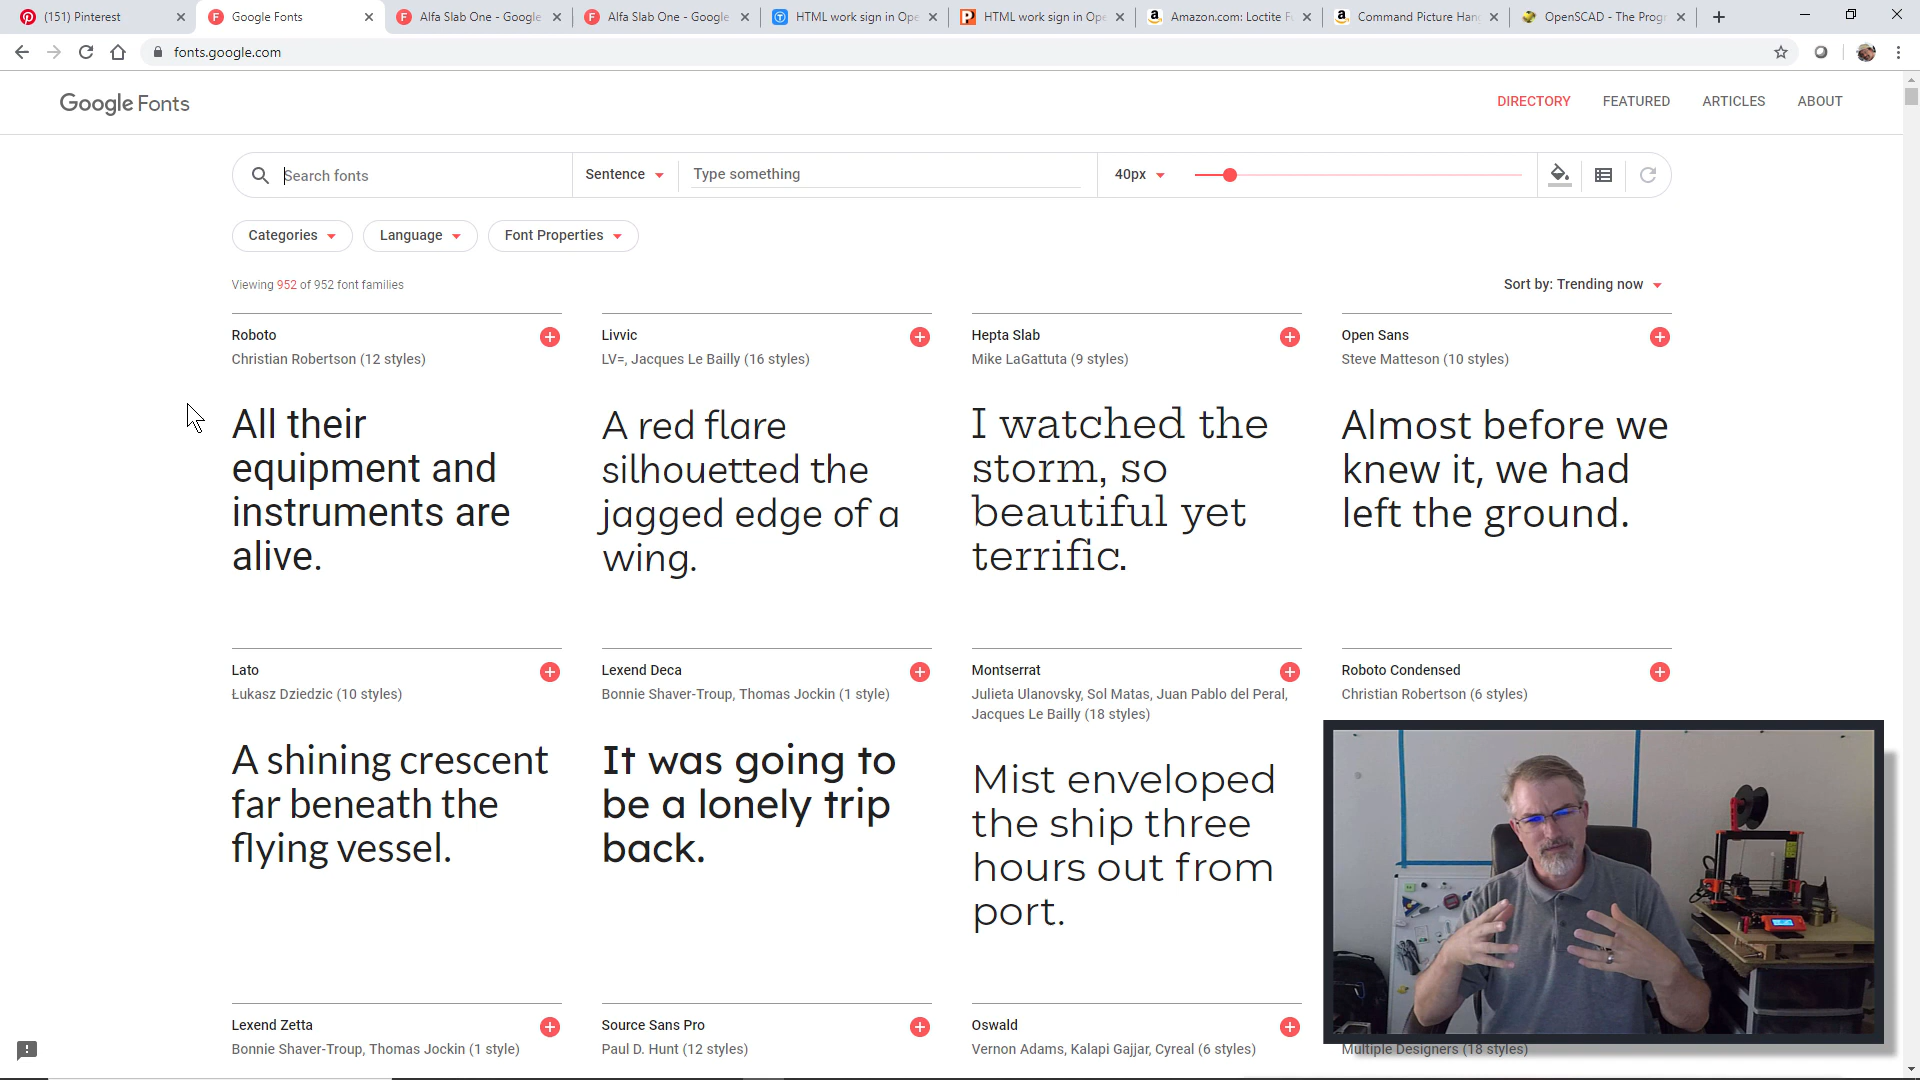 (151) Pinterest
Google Fonts
Alfa Slab One - Google
Alfa Slab One - Google
HTML work sign in Ope
HTML work sign in Ope
Amazon.com: Loctite
Command Picture Han
OpenSCAD - The Prog
fonts.google.com
Google Fonts
DIRECTORY
FEATURED
ARTICLES
ABOUT
Search fonts
Sentence
Type something
40px
Categories
Language
Font Properties
Viewing 952 of 952 font families
Sort by: Trending now
Roboto
Christian Robertson (12 styles)
All their
equipment and
instruments are
alive.
Livvic
LV=, Jacques Le Bailly (16 styles)
A red flare
silhouetted the
jagged edge of a
wing.
Hepta Slab
Mike LaGattuta (9 styles)
I watched the
storm, so
beautiful yet
terrific.
Open Sans
Steve Matteson (10 styles)
Almost before we
knew it, we had
left the ground.
Lato
Łukasz Dziedzic (10 styles)
A shining crescent
far beneath the
flying vessel.
Lexend Deca
Bonnie Shaver-Troup, Thomas Jockin (1 style)
It was going to
be a lonely trip
back.
Montserrat
Julieta Ulanovsky, Sol Matas, Juan Pablo del Peral,
Jacques Le Bailly (18 styles)
Mist enveloped
the ship three
hours out from
port.
Roboto Condensed
Christian Robertson (6 styles)
Lexend Zetta
Bonnie Shaver-Troup, Thomas Jockin (1 style)
Source Sans Pro
Paul D. Hunt (12 styles)
Oswald
Vernon Adams, Kalapi Gajjar, Cyreal (6 styles)
Multiple Designers (18 styles)